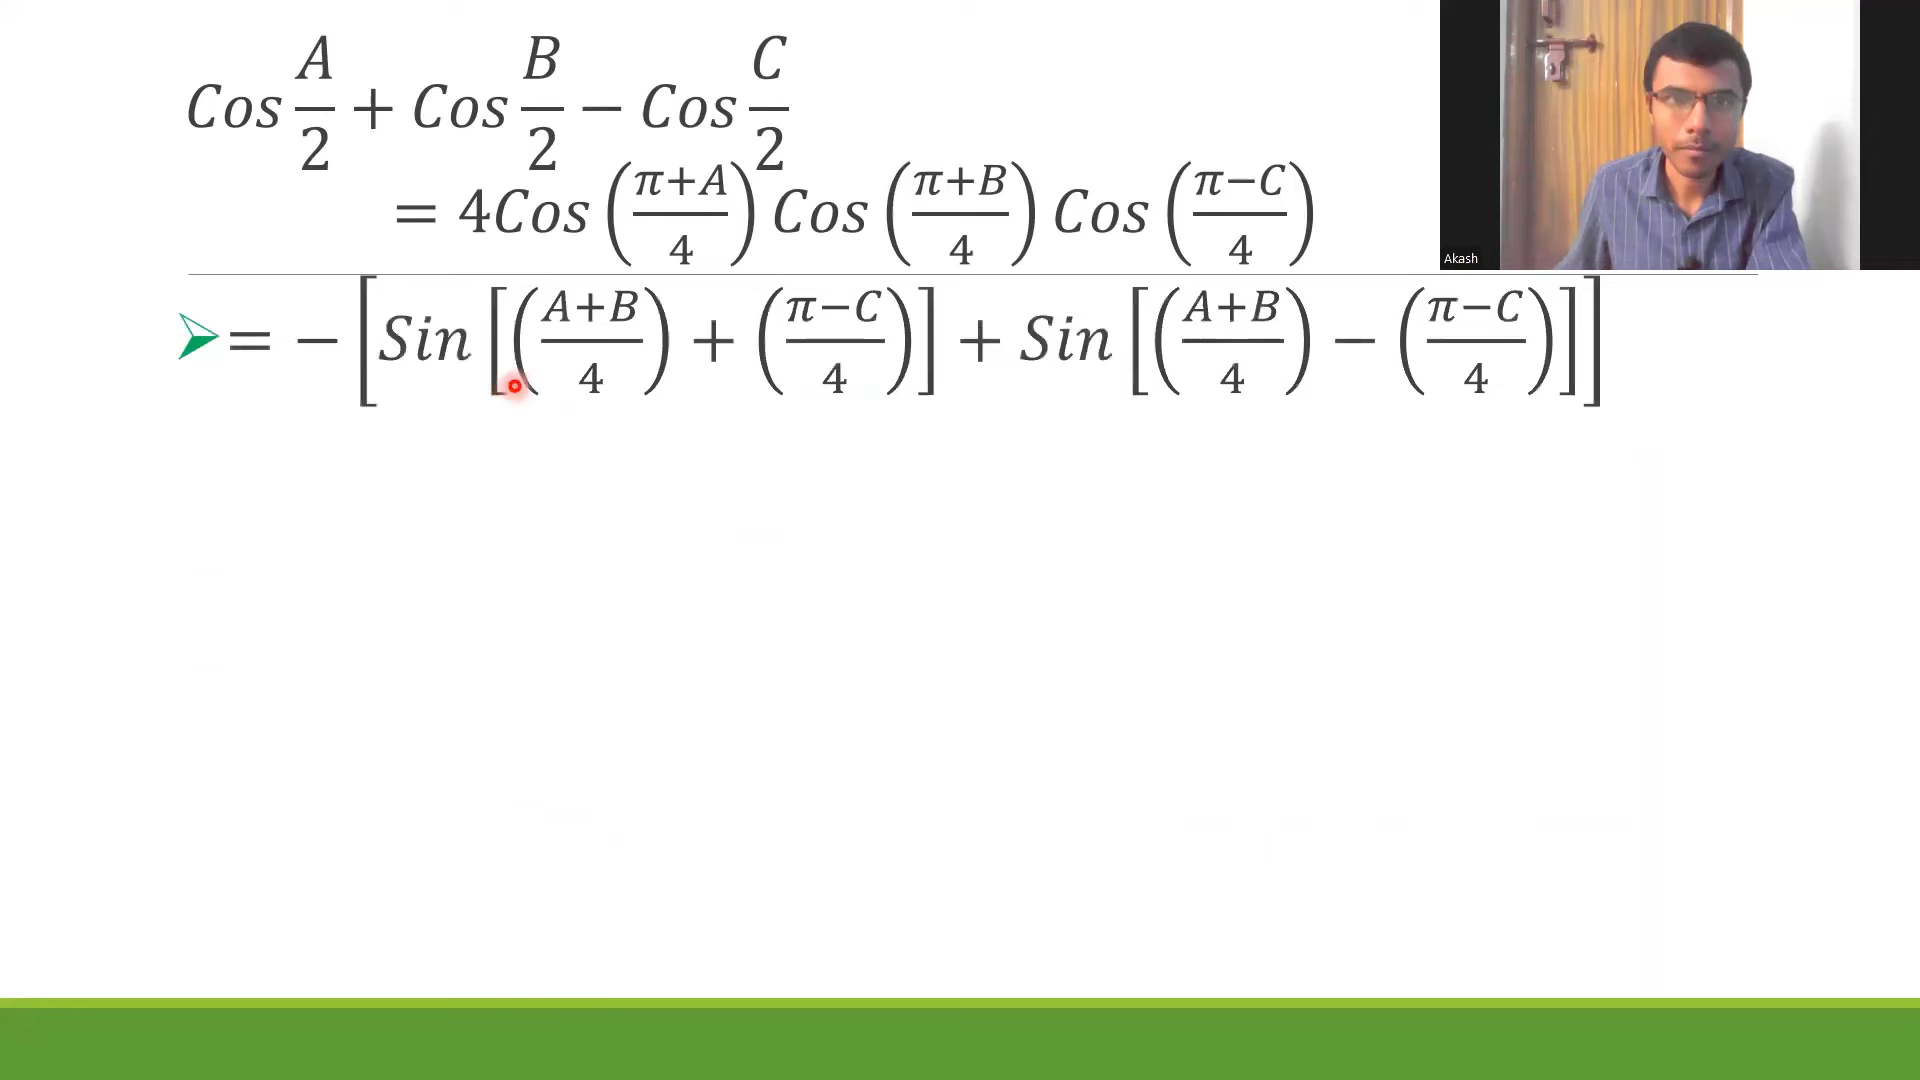 Cos A/2 + Cos B/2 − Cos C/2
= 4Cos ((π+A)/4) Cos ((π+B)/4) Cos ((π−C)/4)
= − [Sin [((A+B)/4) + ((π−C)/4)] + Sin [((A+B)/4) − ((π−C)/4)]]
Akash